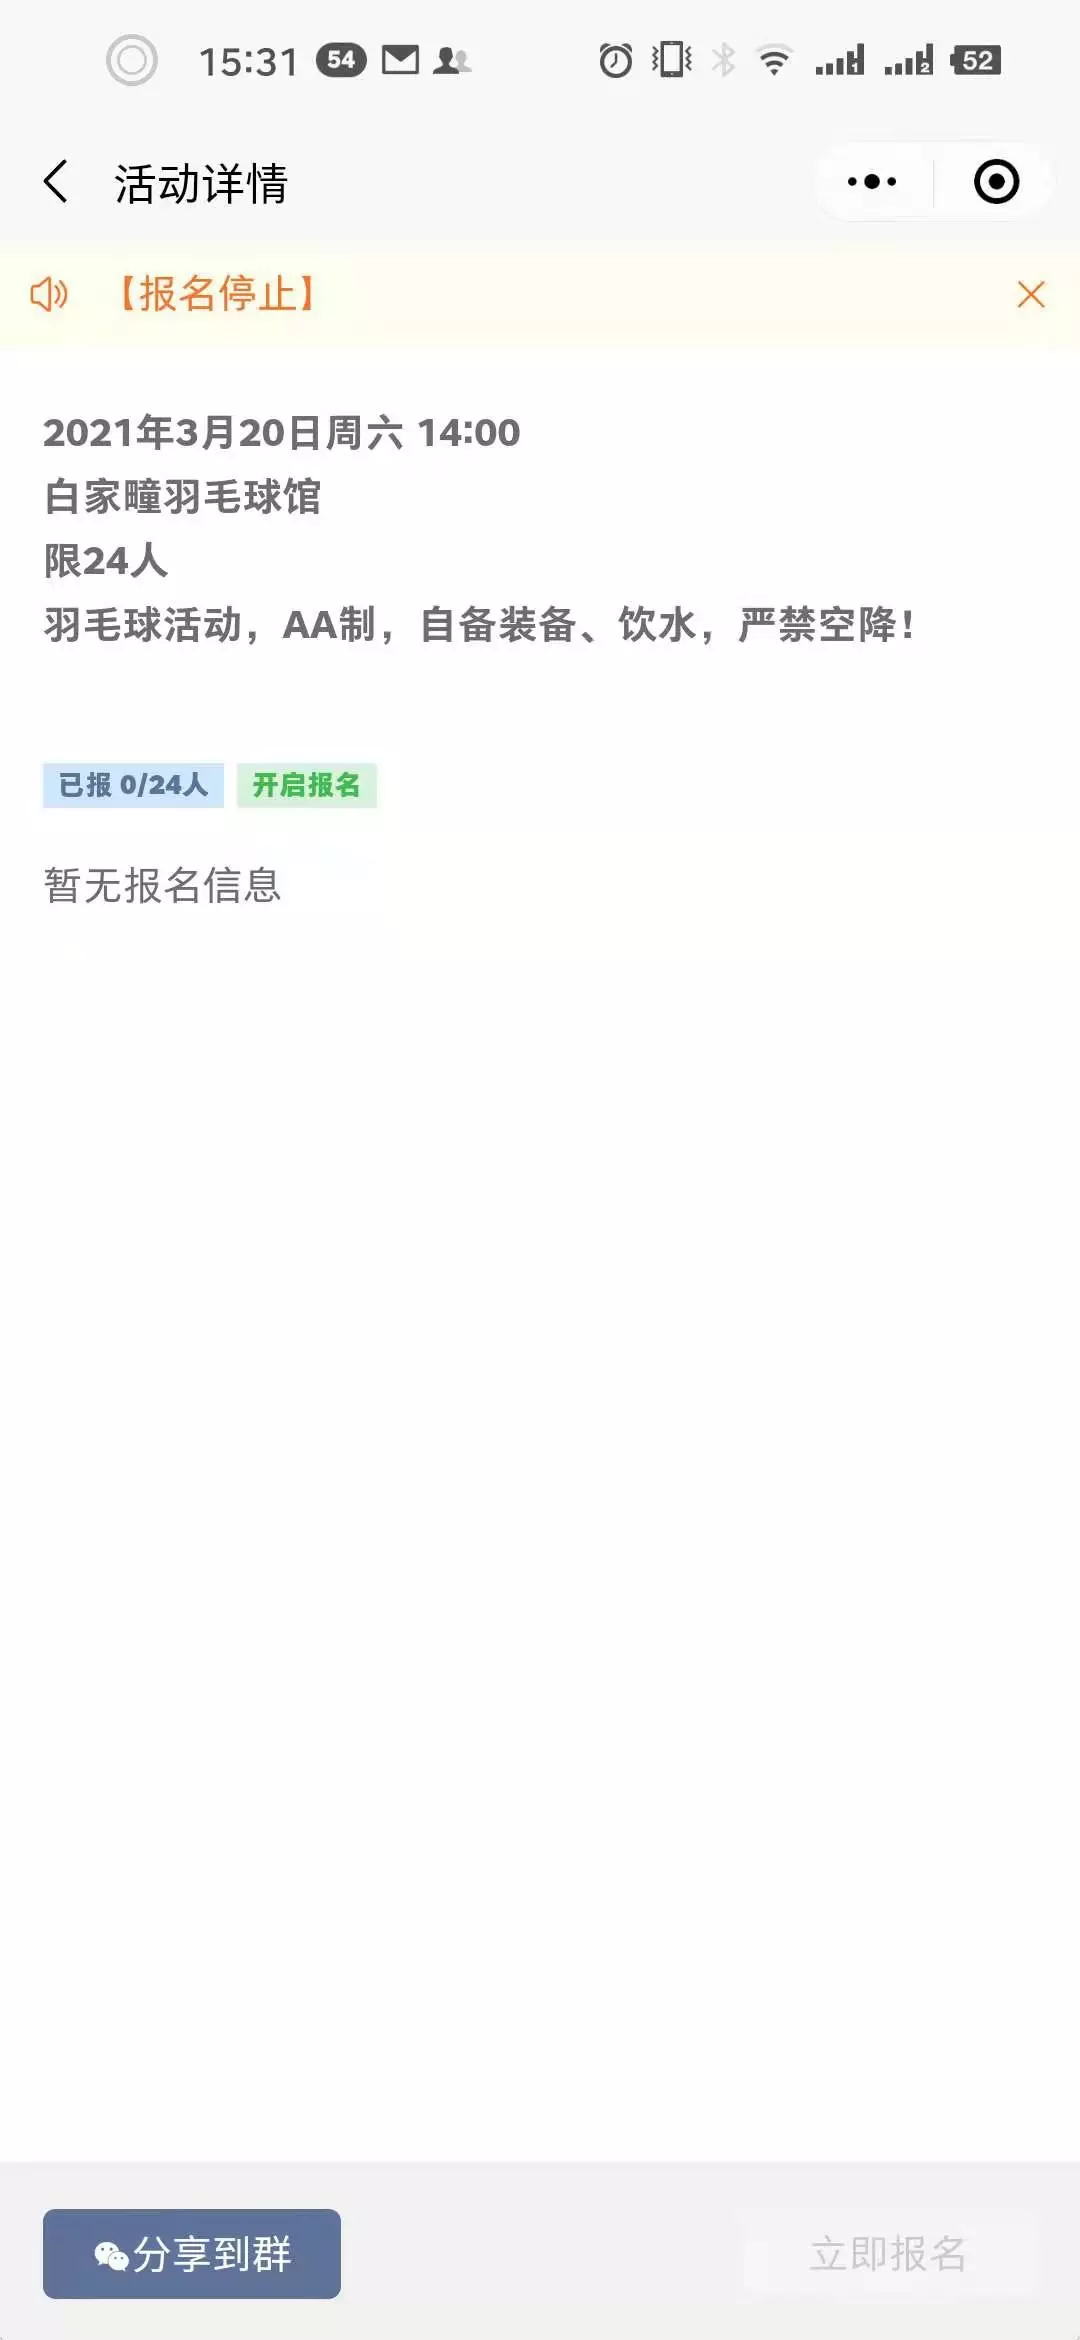 15:31 54 1 2 52
活动详情
【报名停止】
2021年3月20日周六 14:00
白家疃羽毛球馆
限24人
羽毛球活动，AA制，自备装备、饮水，严禁空降！
已报 0/24人 开启报名
暂无报名信息
分享到群 立即报名